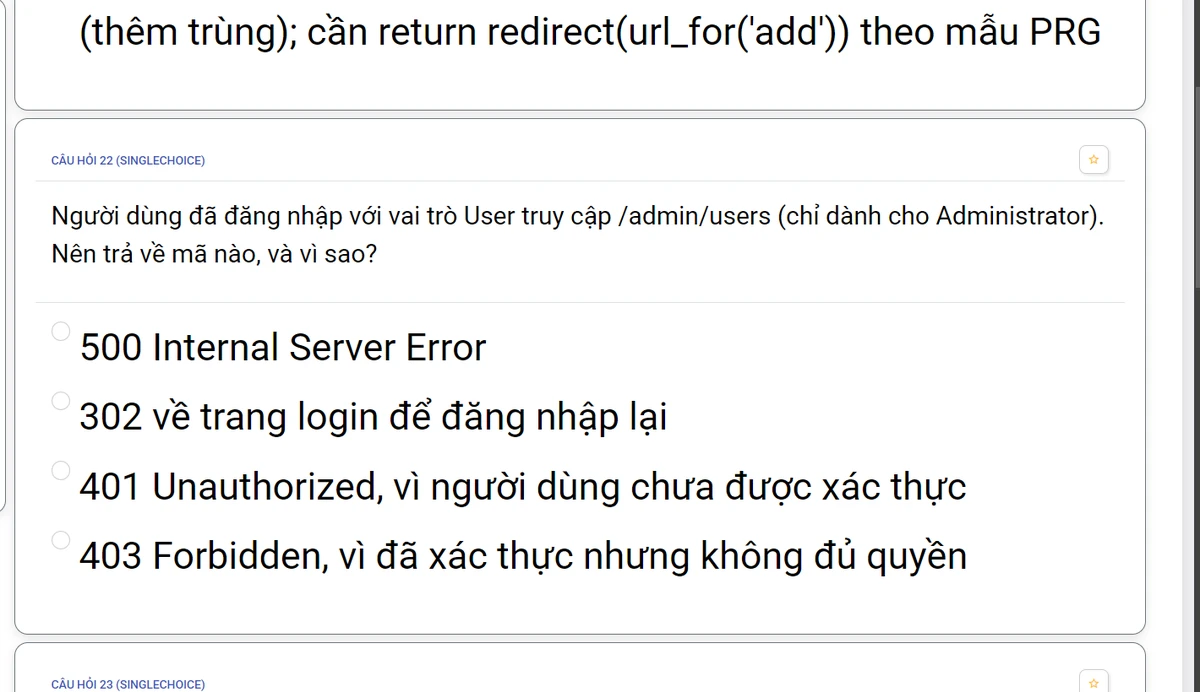 (thêm trùng); cần return redirect(url_for('add')) theo mẫu PRG
CÂU HỎI 22 (SINGLECHOICE)
Người dùng đã đăng nhập với vai trò User truy cập /admin/users (chỉ dành cho Administrator).
Nên trả về mã nào, và vì sao?
500 Internal Server Error
302 về trang login để đăng nhập lại
401 Unauthorized, vì người dùng chưa được xác thực
403 Forbidden, vì đã xác thực nhưng không đủ quyền
CÂU HỎI 23 (SINGLECHOICE)